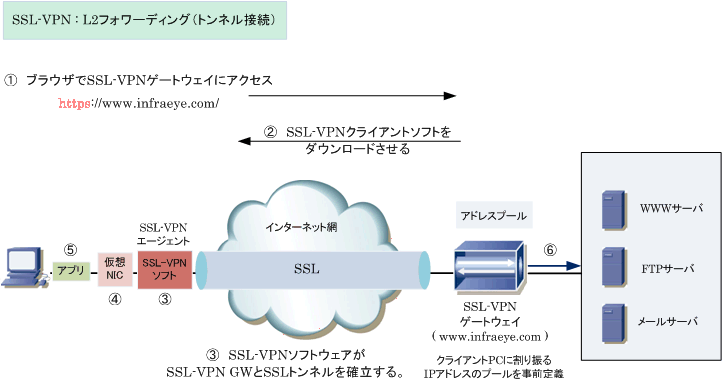 SSL-VPN：L2フォワーディング（トンネル接続）
① ブラウザでSSL-VPNゲートウェイにアクセス
https://www.infraeye.com/
② SSL-VPNクライアントソフトを
ダウンロードさせる
SSL-VPN
エージェント
インターネット網
アドレスプール
WWWサーバ
⑤
⑥
アプリ
仮想
NIC
SSL-VPN
ソフト
SSL
FTPサーバ
④
③
SSL-VPN
ゲートウェイ
( www.infraeye.com )
メールサーバ
③ SSL-VPNソフトウェアが
SSL-VPN GWとSSLトンネルを確立する。
クライアントPCに割り振る
IPアドレスのプールを事前定義